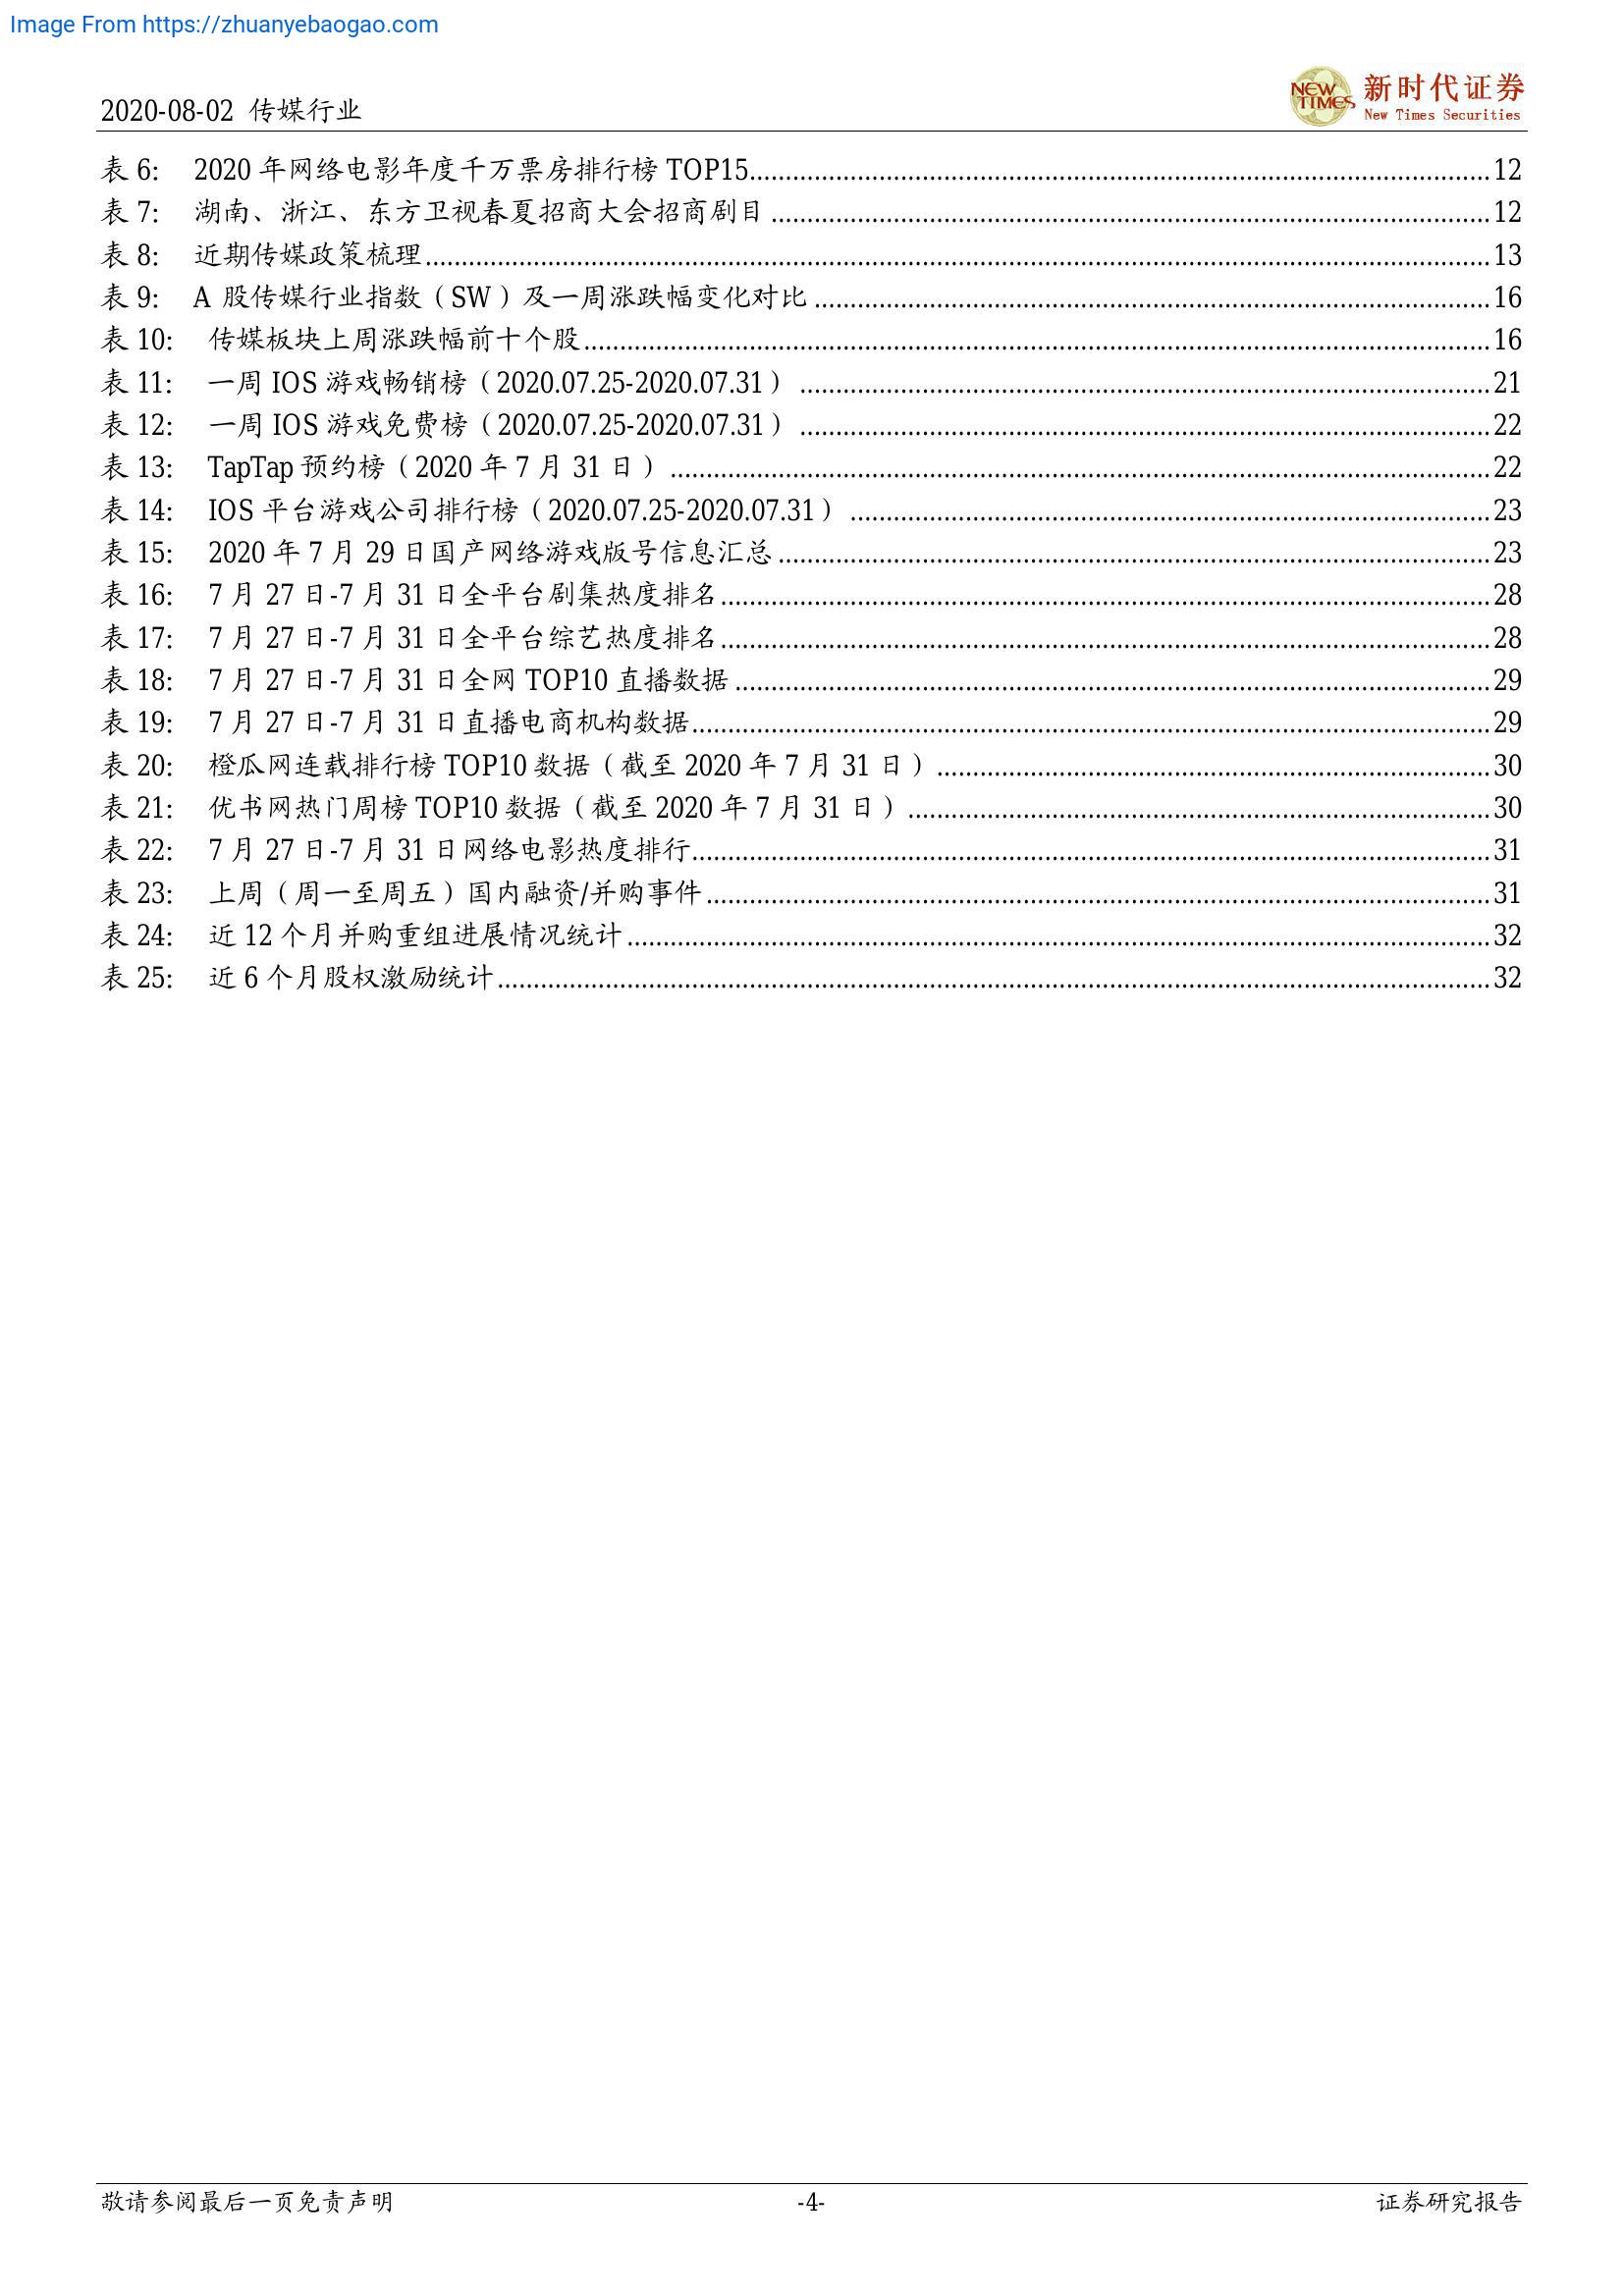 Image From https://zhuanyebaogao.com
2020-08-02 传媒行业
NEW TIMES
新时代证券
New Times Securities
表 6: 2020 年网络电影年度千万票房排行榜 TOP15..........12
表 7: 湖南、浙江、东方卫视春夏招商大会招商剧目..........12
表 8: 近期传媒政策梳理..........13
表 9: A 股传媒行业指数（SW）及一周涨跌幅变化对比..........16
表 10: 传媒板块上周涨跌幅前十个股..........16
表 11: 一周 IOS 游戏畅销榜（2020.07.25-2020.07.31）..........21
表 12: 一周 IOS 游戏免费榜（2020.07.25-2020.07.31）..........22
表 13: TapTap 预约榜（2020 年 7 月 31 日）..........22
表 14: IOS 平台游戏公司排行榜（2020.07.25-2020.07.31）..........23
表 15: 2020 年 7 月 29 日国产网络游戏版号信息汇总..........23
表 16: 7 月 27 日-7 月 31 日全平台剧集热度排名..........28
表 17: 7 月 27 日-7 月 31 日全平台综艺热度排名..........28
表 18: 7 月 27 日-7 月 31 日全网 TOP10 直播数据..........29
表 19: 7 月 27 日-7 月 31 日直播电商机构数据..........29
表 20: 橙瓜网连载排行榜 TOP10 数据（截至 2020 年 7 月 31 日）..........30
表 21: 优书网热门周榜 TOP10 数据（截至 2020 年 7 月 31 日）..........30
表 22: 7 月 27 日-7 月 31 日网络电影热度排行..........31
表 23: 上周（周一至周五）国内融资/并购事件..........31
表 24: 近 12 个月并购重组进展情况统计..........32
表 25: 近 6 个月股权激励统计..........32
敬请参阅最后一页免责声明 -4- 证券研究报告